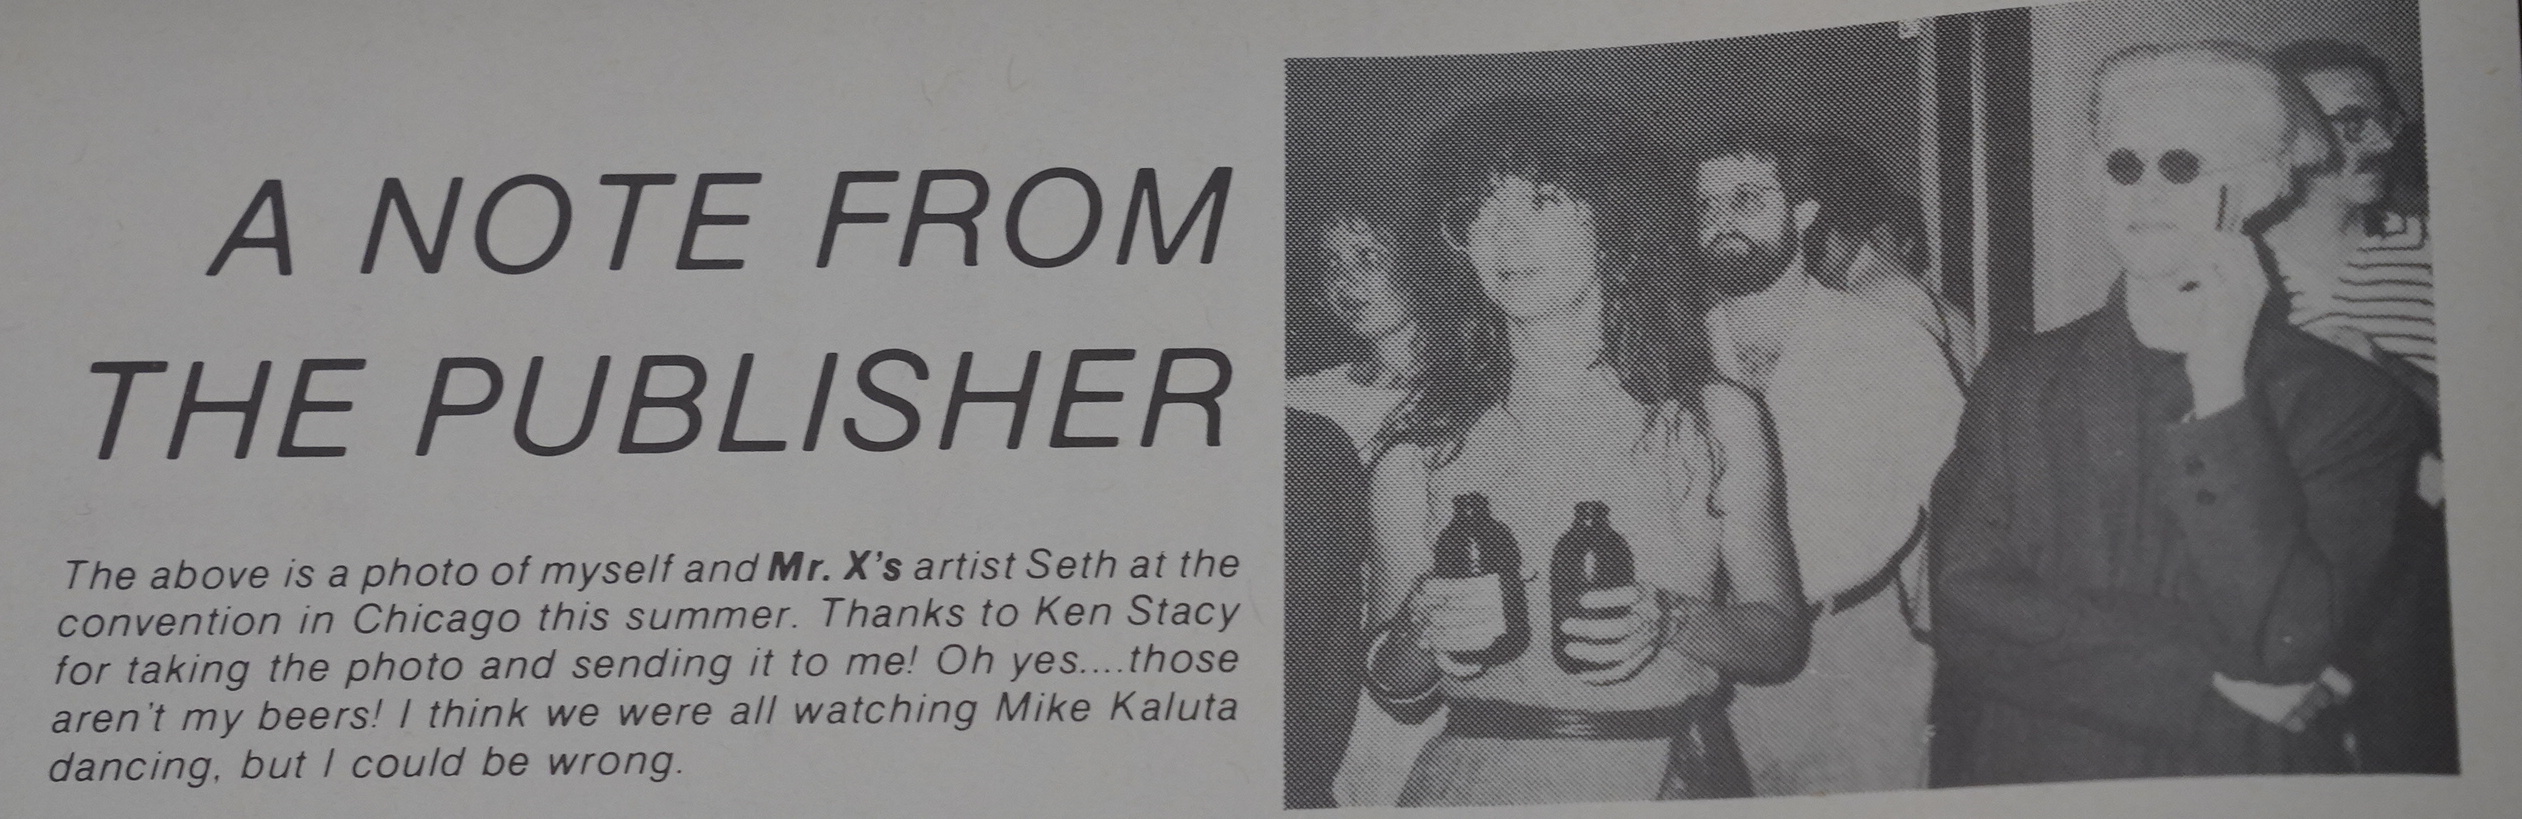 A NOTE FROM
THE PUBLISHER
The above is a photo of myself and Mr. X's artist Seth at the
convention in Chicago this summer. Thanks to Ken Stacy
for taking the photo and sending it to me! Oh yes....those
aren't my beers! I think we were all watching Mike Kaluta
dancing, but I could be wrong.